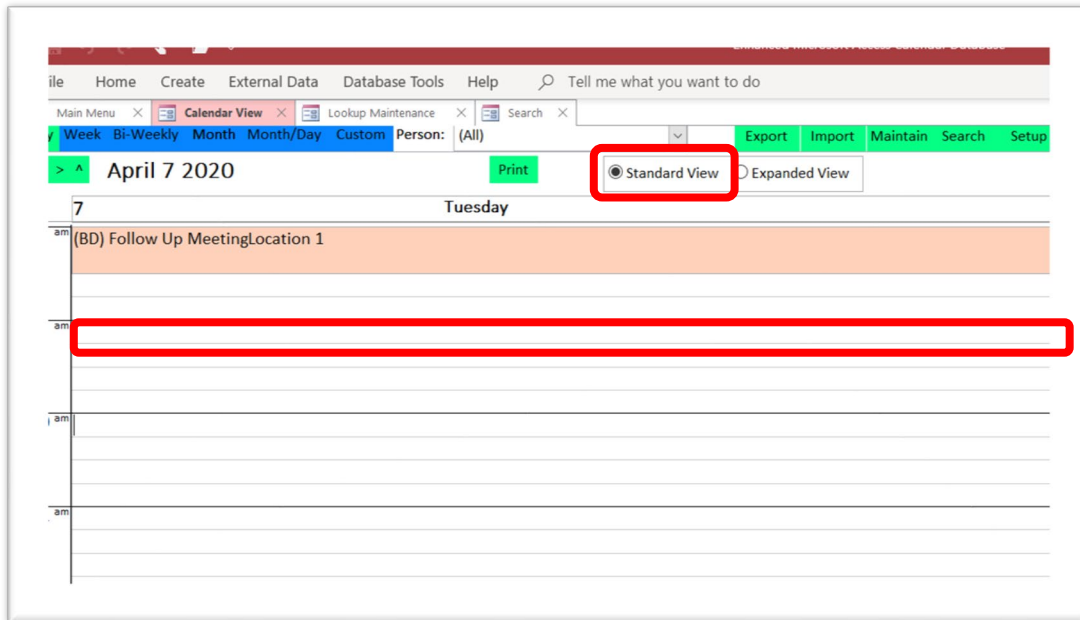 ile Home Create External Data Database Tools Help Tell me what you want to do
Main Menu Calendar View Lookup Maintenance Search
Week Bi-Weekly Month Month/Day Custom Person: (All) Export Import Maintain Search Setup
> ^ April 7 2020 Print Standard View Expanded View
7 Tuesday
am (BD) Follow Up MeetingLocation 1
am
am
am